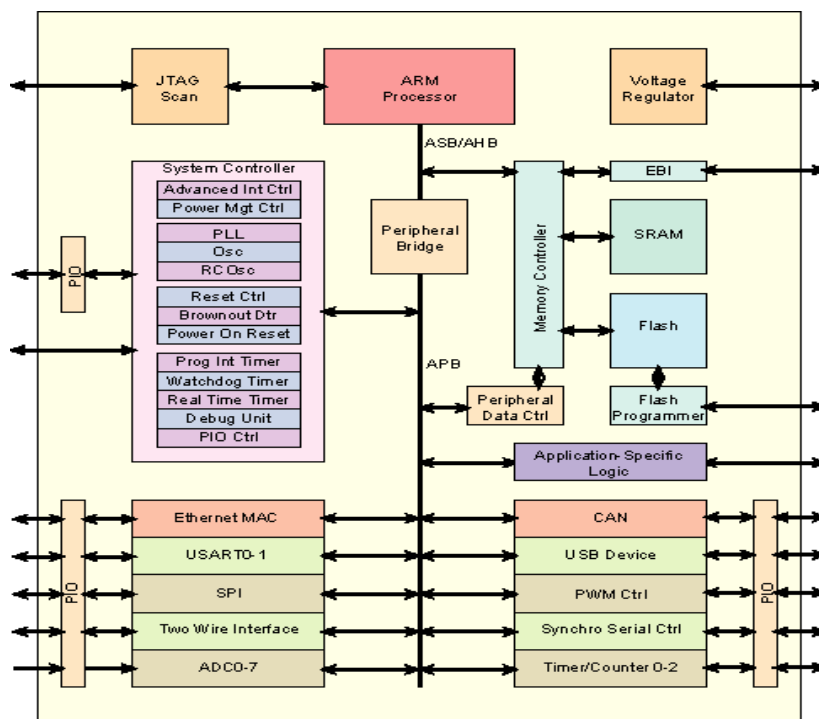 JTAG
Scan
ARM
Processor
Voltage
Regulator
ASB/AHB
System Controller
Advanced Int Ctrl
Power Mgt Ctrl
PLL
Osc
RC Osc
Reset Ctrl
Brownout Dtr
Power On Reset
Prog Int Timer
Watchdog Timer
Real Time Timer
Debug Unit
PIO Ctrl
PIO
Peripheral
Bridge
Memory Controller
EBI
SRAM
Flash
APB
Peripheral
Data Ctrl
Flash
Programmer
Application-Specific
Logic
PIO
Ethernet MAC
USART0-1
SPI
Two Wire Interface
ADC0-7
CAN
USB Device
PWM Ctrl
Synchro Serial Ctrl
Timer/Counter 0-2
PIO